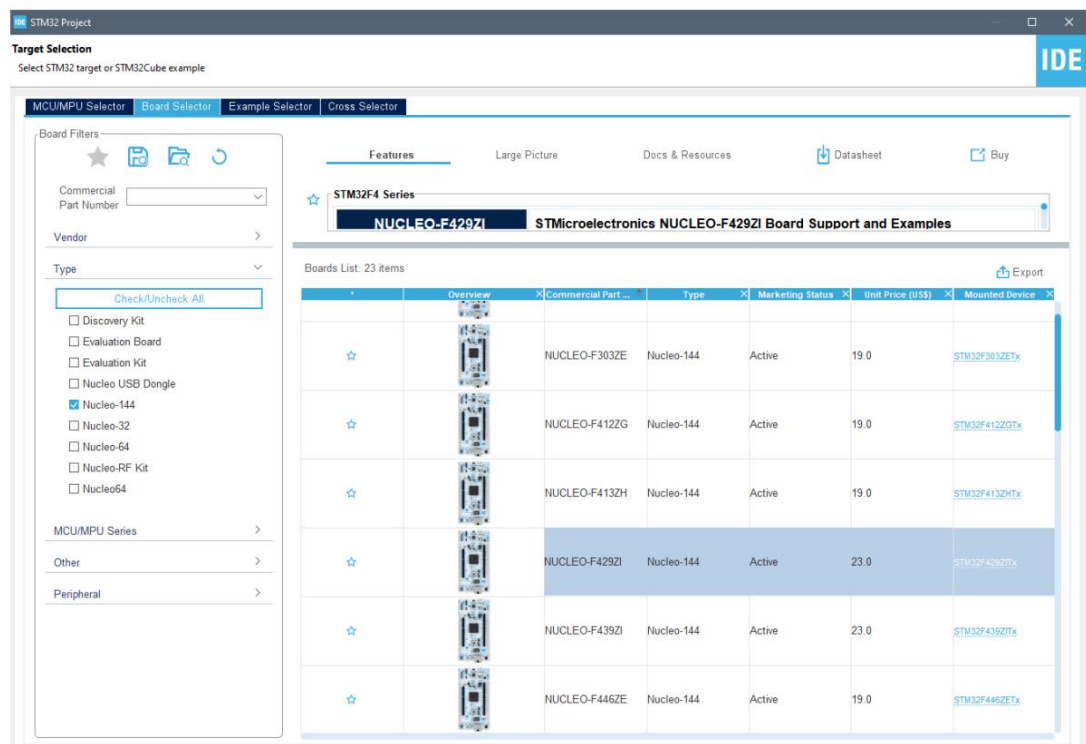 IDE STM32 Project
Target Selection
Select STM32 target or STM32Cube example
IDE
MCU/MPU Selector Board Selector Example Selector Cross Selector
Board Filters
Commercial
Part Number
Vendor
Type
Check/Uncheck All
Discovery Kit
Evaluation Board
Evaluation Kit
Nucleo USB Dongle
Nucleo-144
Nucleo-32
Nucleo-64
Nucleo-RF Kit
Nucleo64
MCU/MPU Series
Other
Peripheral
Features Large Picture Docs & Resources Datasheet Buy
STM32F4 Series
NUCLEO-F429ZI STMicroelectronics NUCLEO-F429ZI Board Support and Examples
Boards List: 23 items
Export
* Overview Commercial Part ... Type Marketing Status Unit Price (US$) Mounted Device
NUCLEO-F303ZE Nucleo-144 Active 19.0 STM32F303ZETx
NUCLEO-F412ZG Nucleo-144 Active 19.0 STM32F412ZGTx
NUCLEO-F413ZH Nucleo-144 Active 19.0 STM32F413ZHTx
NUCLEO-F429ZI Nucleo-144 Active 23.0 STM32F429ZITx
NUCLEO-F439ZI Nucleo-144 Active 23.0 STM32F439ZITx
NUCLEO-F446ZE Nucleo-144 Active 19.0 STM32F446ZETx